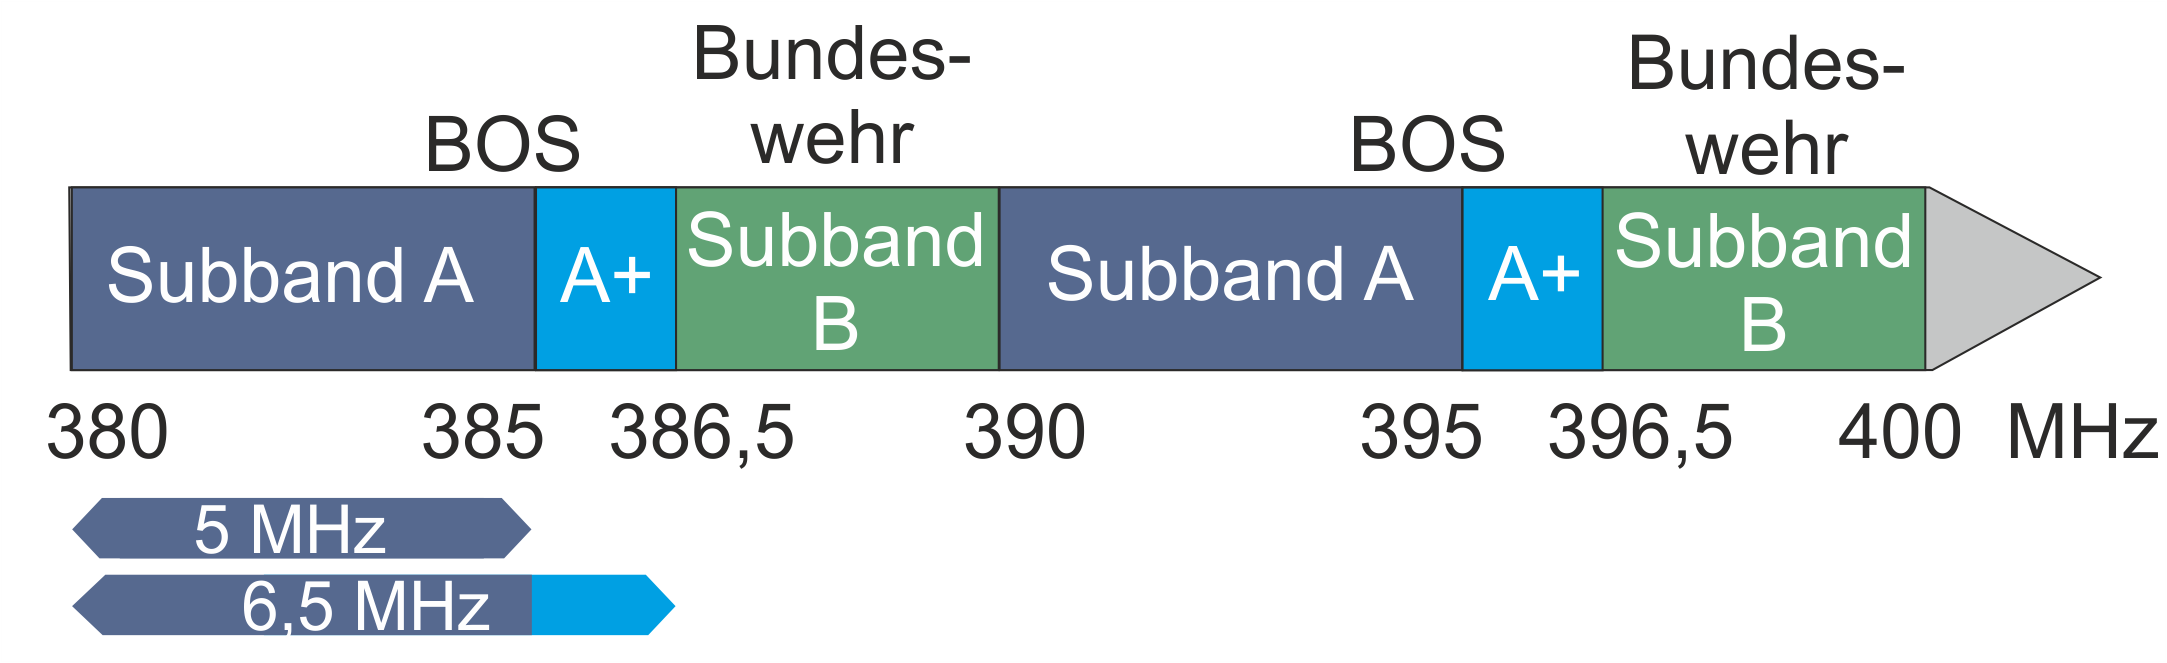 Bundes-
wehr
BOS
Bundes-
wehr
BOS
Subband A
A+
Subband
B
Subband A
A+
Subband
B
380 385 386,5 390 395 396,5 400 MHz
5 MHz
6,5 MHz